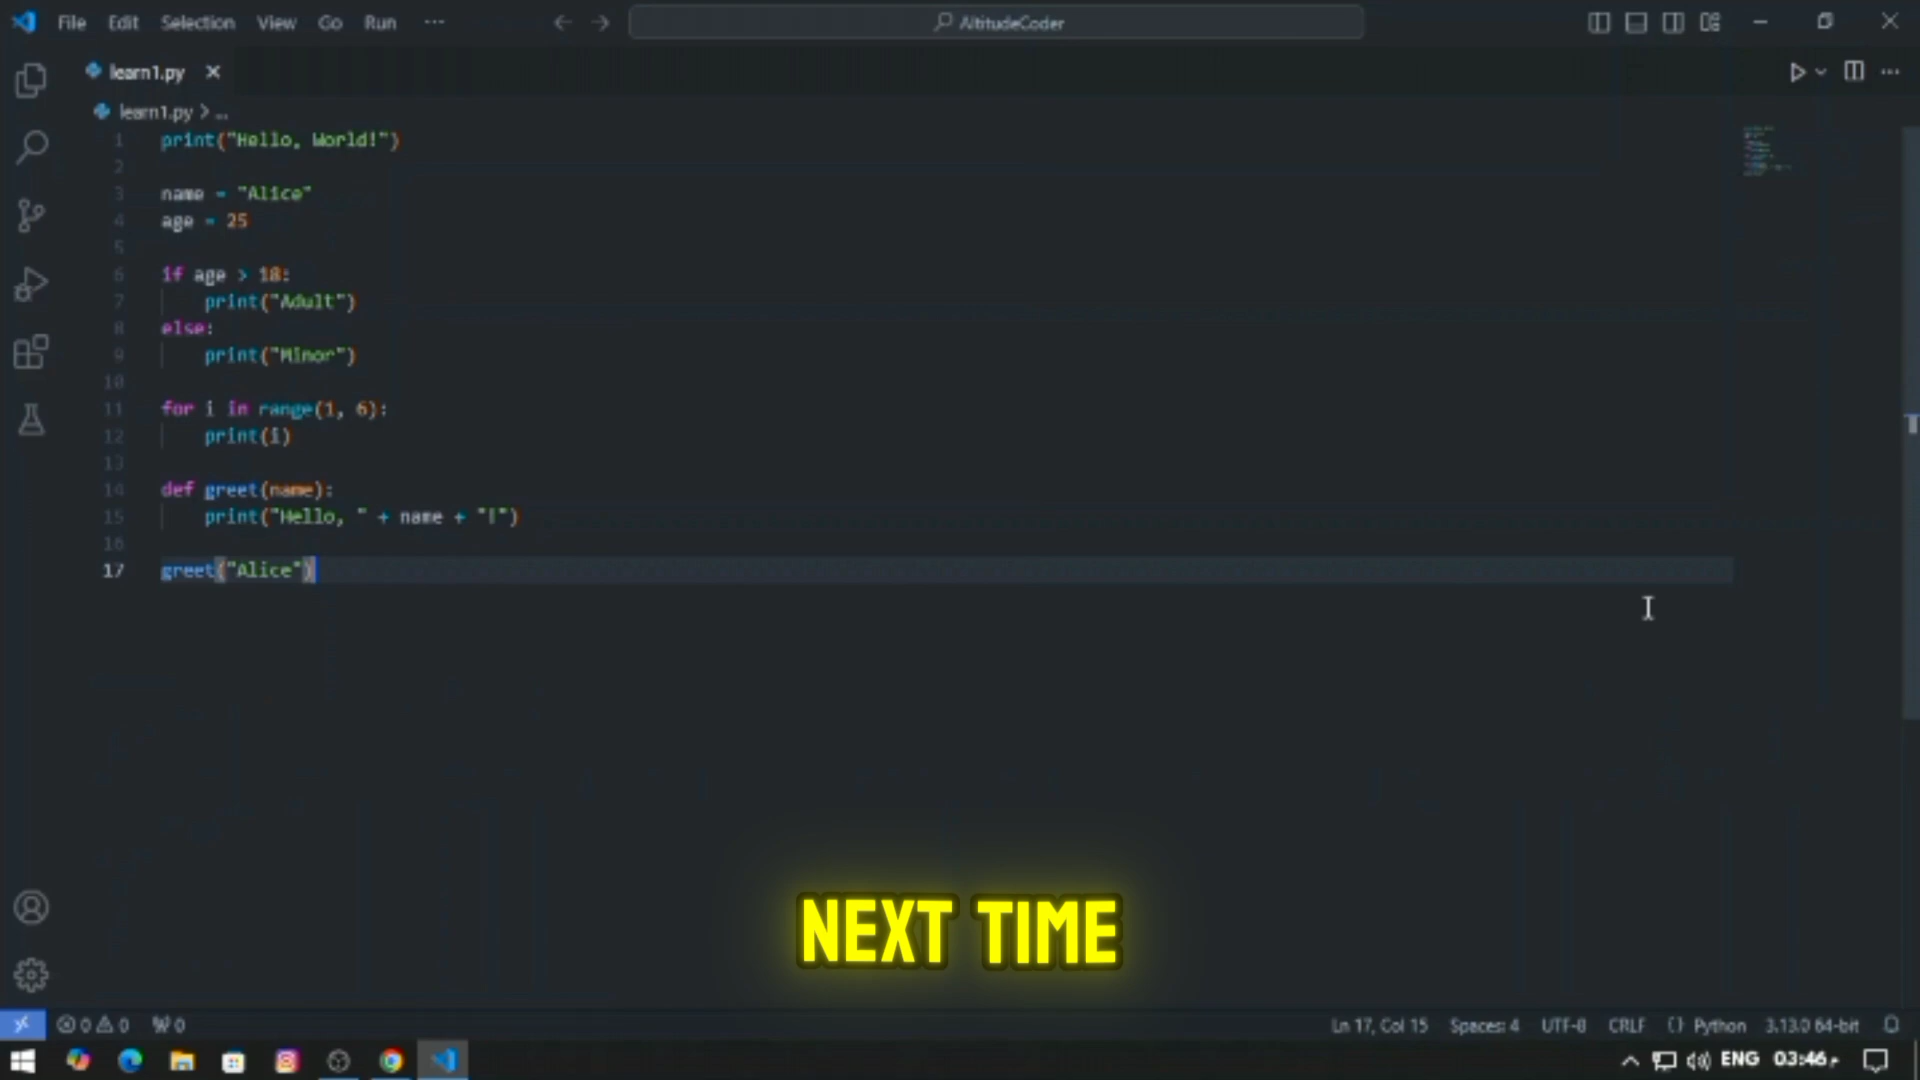 File Edit Selection View Go Run ...
AltitudeCoder
learn1.py
learn1.py > ...
1 print("Hello, World!")
2
3 name = "Alice"
4 age = 25
5
6 if age > 18:
7 print("Adult")
8 else:
9 print("Minor")
10
11 for i in range(1, 6):
12 print(i)
13
14 def greet(name):
15 print("Hello, " + name + "!")
16
17 greet("Alice")
NEXT TIME
0 0 0 Ln 17, Col 15 Spaces: 4 UTF-8 CRLF {} Python 3.13.0 64-bit
ENG 03:46